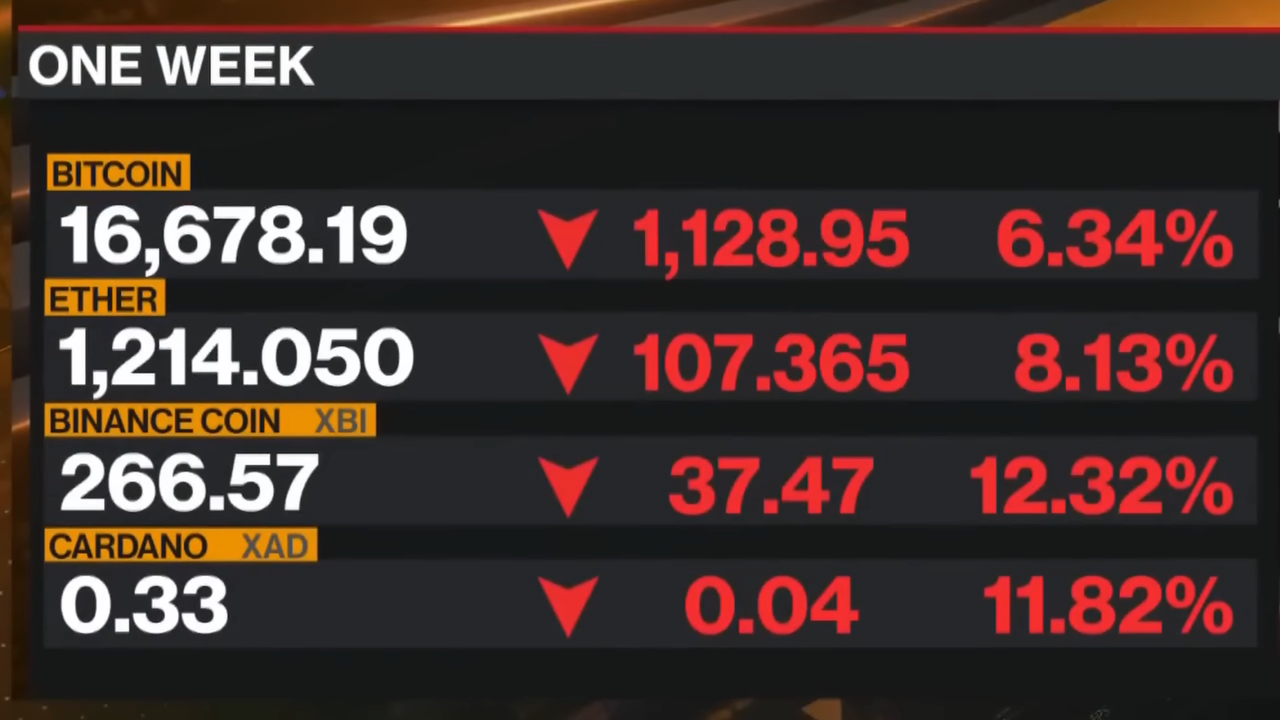 ONE WEEK
BITCOIN
16,678.19 1,128.95 6.34%
ETHER
1,214.050 107.365 8.13%
BINANCE COIN XBI
266.57 37.47 12.32%
CARDANO XAD
0.33 0.04 11.82%